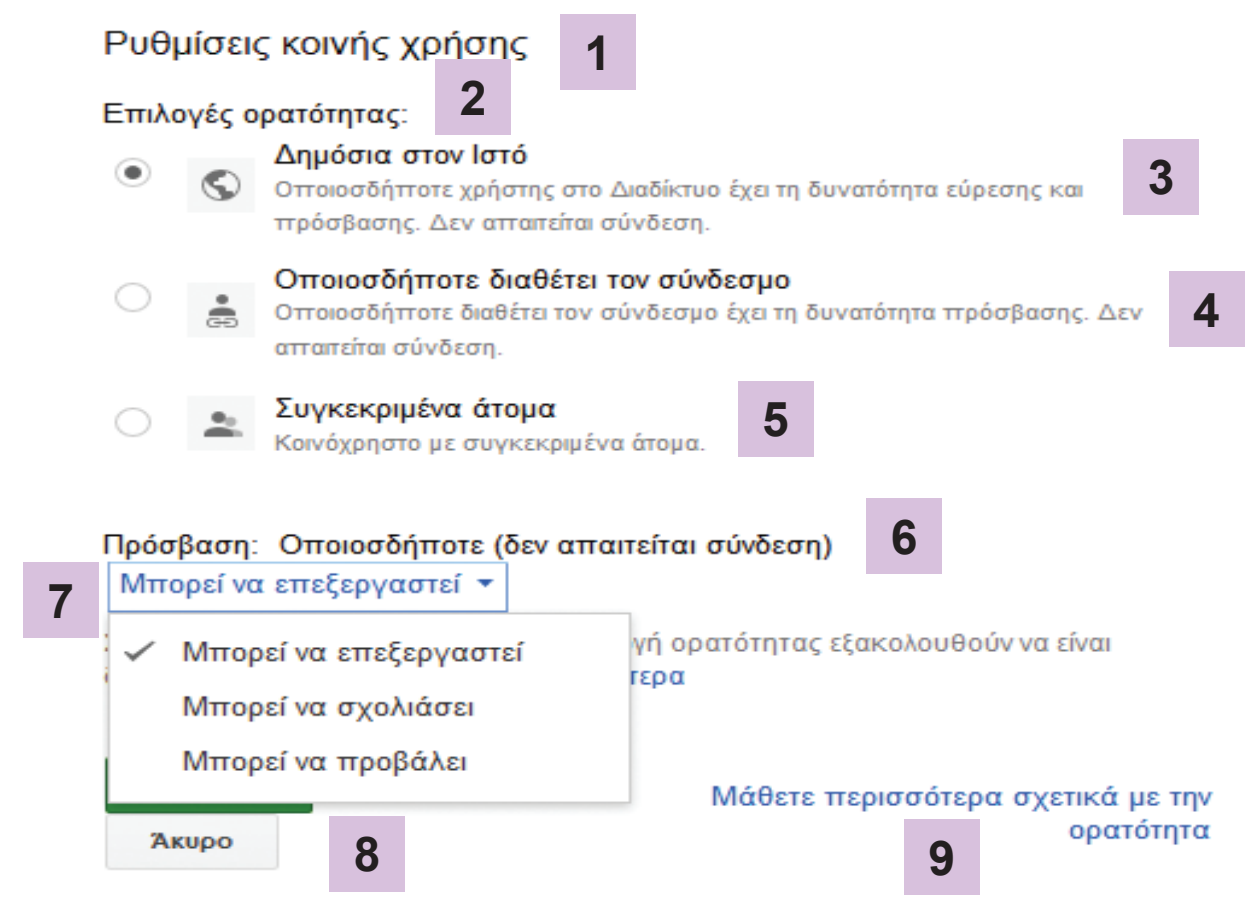 Ρυθμίσεις κοινής χρήσης
1
2
Επιλογές ορατότητας:
Δημόσια στον Ιστό
3
Οποιοσδήποτε χρήστης στο Διαδίκτυο έχει τη δυνατότητα εύρεσης και
πρόσβασης. Δεν απαιτείται σύνδεση.
Οποιοσδήποτε διαθέτει τον σύνδεσμο
4
Οποιοσδήποτε διαθέτει τον σύνδεσμο έχει τη δυνατότητα πρόσβασης. Δεν
απαιτείται σύνδεση.
Συγκεκριμένα άτομα
5
Κοινόχρηστο με συγκεκριμένα άτομα.
6
Πρόσβαση: Οποιοσδήποτε (δεν απαιτείται σύνδεση)
7
Μπορεί να επεξεργαστεί
Μπορεί να επεξεργαστεί
ορατότητας εξακολουθούν να είναι
Μπορεί να σχολιάσει
Μπορεί να προβάλει
Μάθετε περισσότερα σχετικά με την
ορατότητα
Άκυρο
8
9